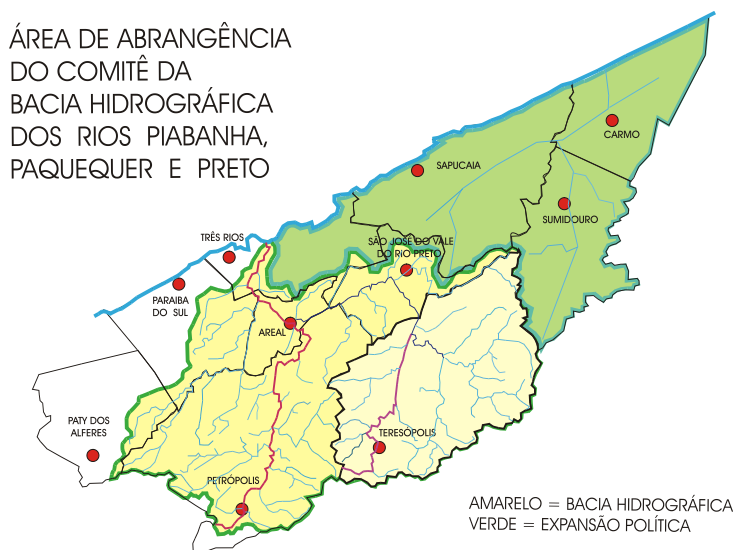 ÁREA DE ABRANGÊNCIA
DO COMITÊ DA
BACIA HIDROGRÁFICA
DOS RIOS PIABANHA,
PAQUEQUER E PRETO
CARMO
SAPUCAIA
SUMIDOURO
TRÊS RIOS
SÃO JOSÉ DO VALE
DO RIO PRETO
PARAIBA
DO SUL
AREAL
PATY DOS
ALFERES
TERESÓPOLIS
PETRÓPOLIS
AMARELO = BACIA HIDROGRÁFICA
VERDE = EXPANSÃO POLÍTICA